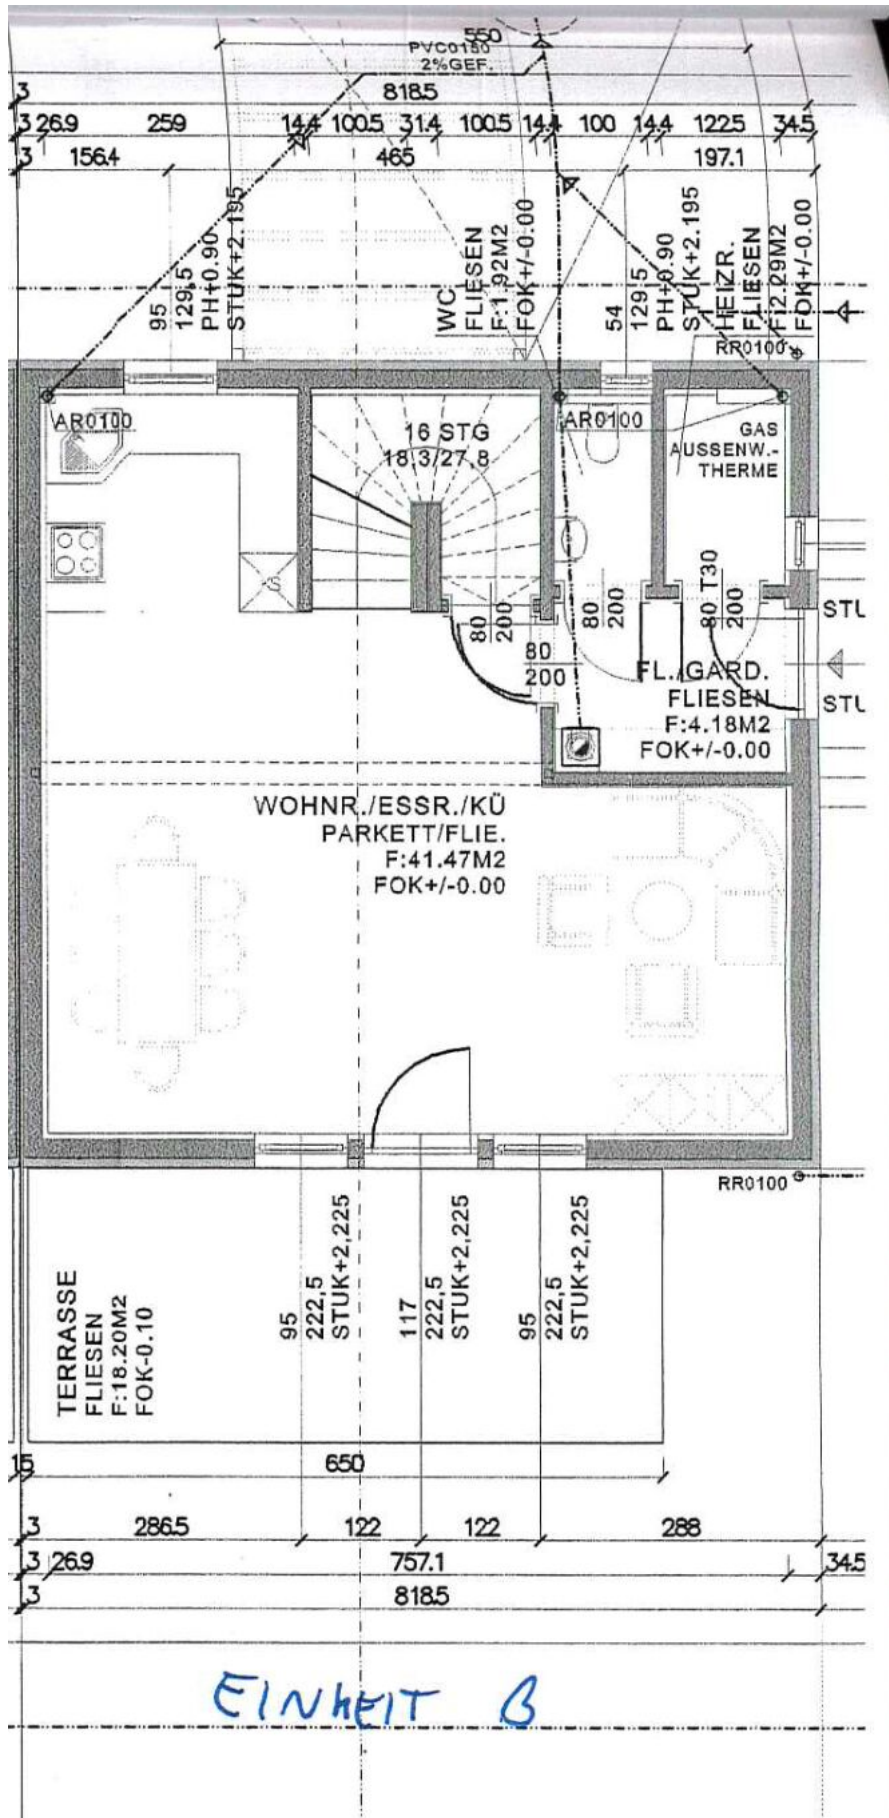 550
PVC0150
2%GEF.
818.5
3 26.9 259 14.4 100.5 31.4 100.5 14.4 100 14.4 122.5 34.5
3 156.4 465 197.1
95
129,5
PH+0.90
STUK+2.195
WC
FLIESEN
F:1.92M2
FOK+/-0.00
54
129,5
PH+0.90
STUK+2.195
HEIZR.
FLIESEN
F:2.29M2
FOK+/-0.00
RR0100
AR0100
16 STG
18,3/27,8
AR0100
GAS
AUSSENW.-
THERME
S
80
200
80
200
80
200
80 T30
200
STU
FL./GARD.
FLIESEN
F:4.18M2
FOK+/-0.00
STU
WOHNR./ESSR./KÜ
PARKETT/FLIE.
F:41.47M2
FOK+/-0.00
RR0100
TERRASSE
FLIESEN
F:18.20M2
FOK-0.10
95
222,5
STUK+2,225
117
222,5
STUK+2,225
95
222,5
STUK+2,225
15 650
3 286.5 122 122 288
3 26.9 757.1 34.5
3 818.5
EINHEIT B